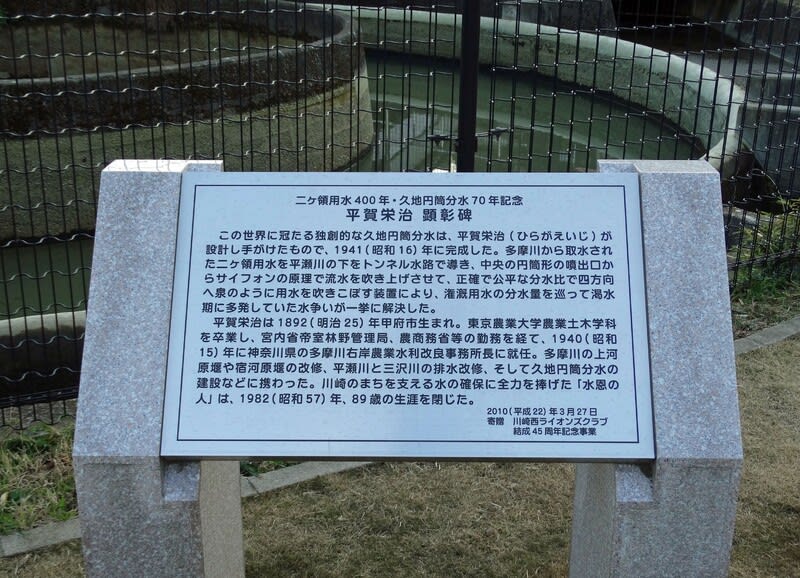 二ヶ領用水400年・久地円筒分水70年記念
平賀栄治 顕彰碑
この世界に冠たる独創的な久地円筒分水は、平賀栄治(ひらがえいじ)が
設計し手がけたもので、1941(昭和16)年に完成した。多摩川から取水され
た二ヶ領用水を平瀬川の下をトンネル水路で導き、中央の円筒形の噴出口か
らサイフォンの原理で流水を吹き上げさせて、正確で公平な分水比で四方向
へ泉のように用水を吹きこぼす装置により、潅漑用水の分水量を巡って渇水
期に多発していた水争いが一挙に解決した。
平賀栄治は1892(明治25)年甲府市生まれ。東京農業大学農業土木学科
を卒業し、宮内省帝室林野管理局、農商務省等の勤務を経て、1940(昭和
15)年に神奈川県の多摩川右岸農業水利改良事務所長に就任。多摩川の上河
原堰や宿河原堰の改修、平瀬川と三沢川の排水改修、そして久地円筒分水の
建設などに携わった。川崎のまちを支える水の確保に全力を捧げた「水恩の
人」は、1982(昭和57)年、89歳の生涯を閉じた。
2010(平成22)年3月27日
寄贈 川崎西ライオンズクラブ
結成45周年記念事業